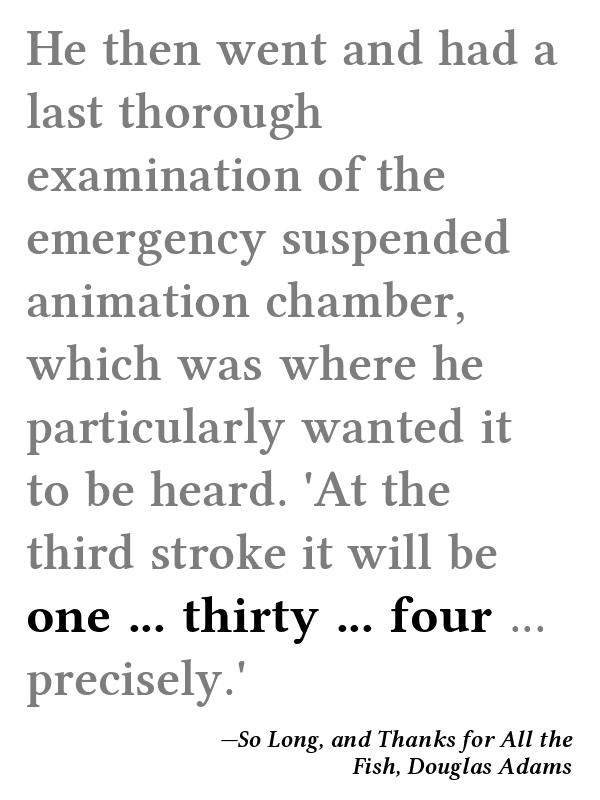 He then went and had a
last thorough
examination of the
emergency suspended
animation chamber,
which was where he
particularly wanted it
to be heard. 'At the
third stroke it will be
one ... thirty ... four ...
precisely.'
—So Long, and Thanks for All the
Fish, Douglas Adams